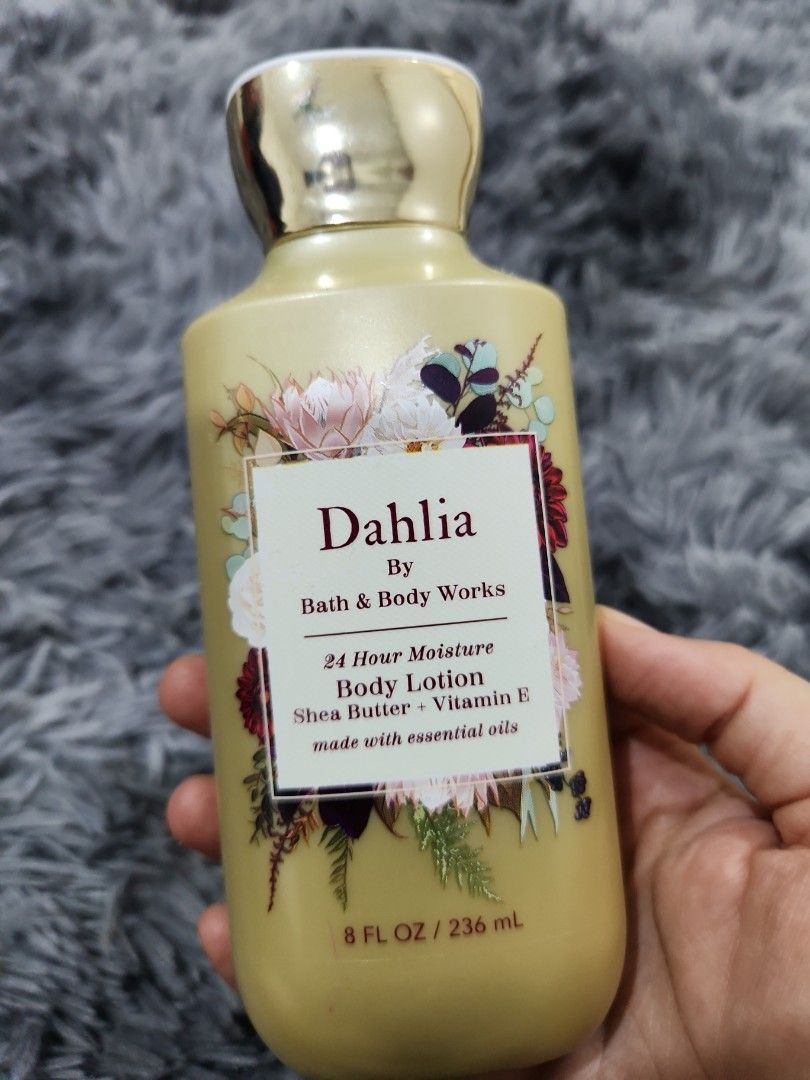 Dahlia
By
Bath & Body Works
24 Hour Moisture
Body Lotion
Shea Butter + Vitamin E
made with essential oils
8 FL OZ / 236 mL